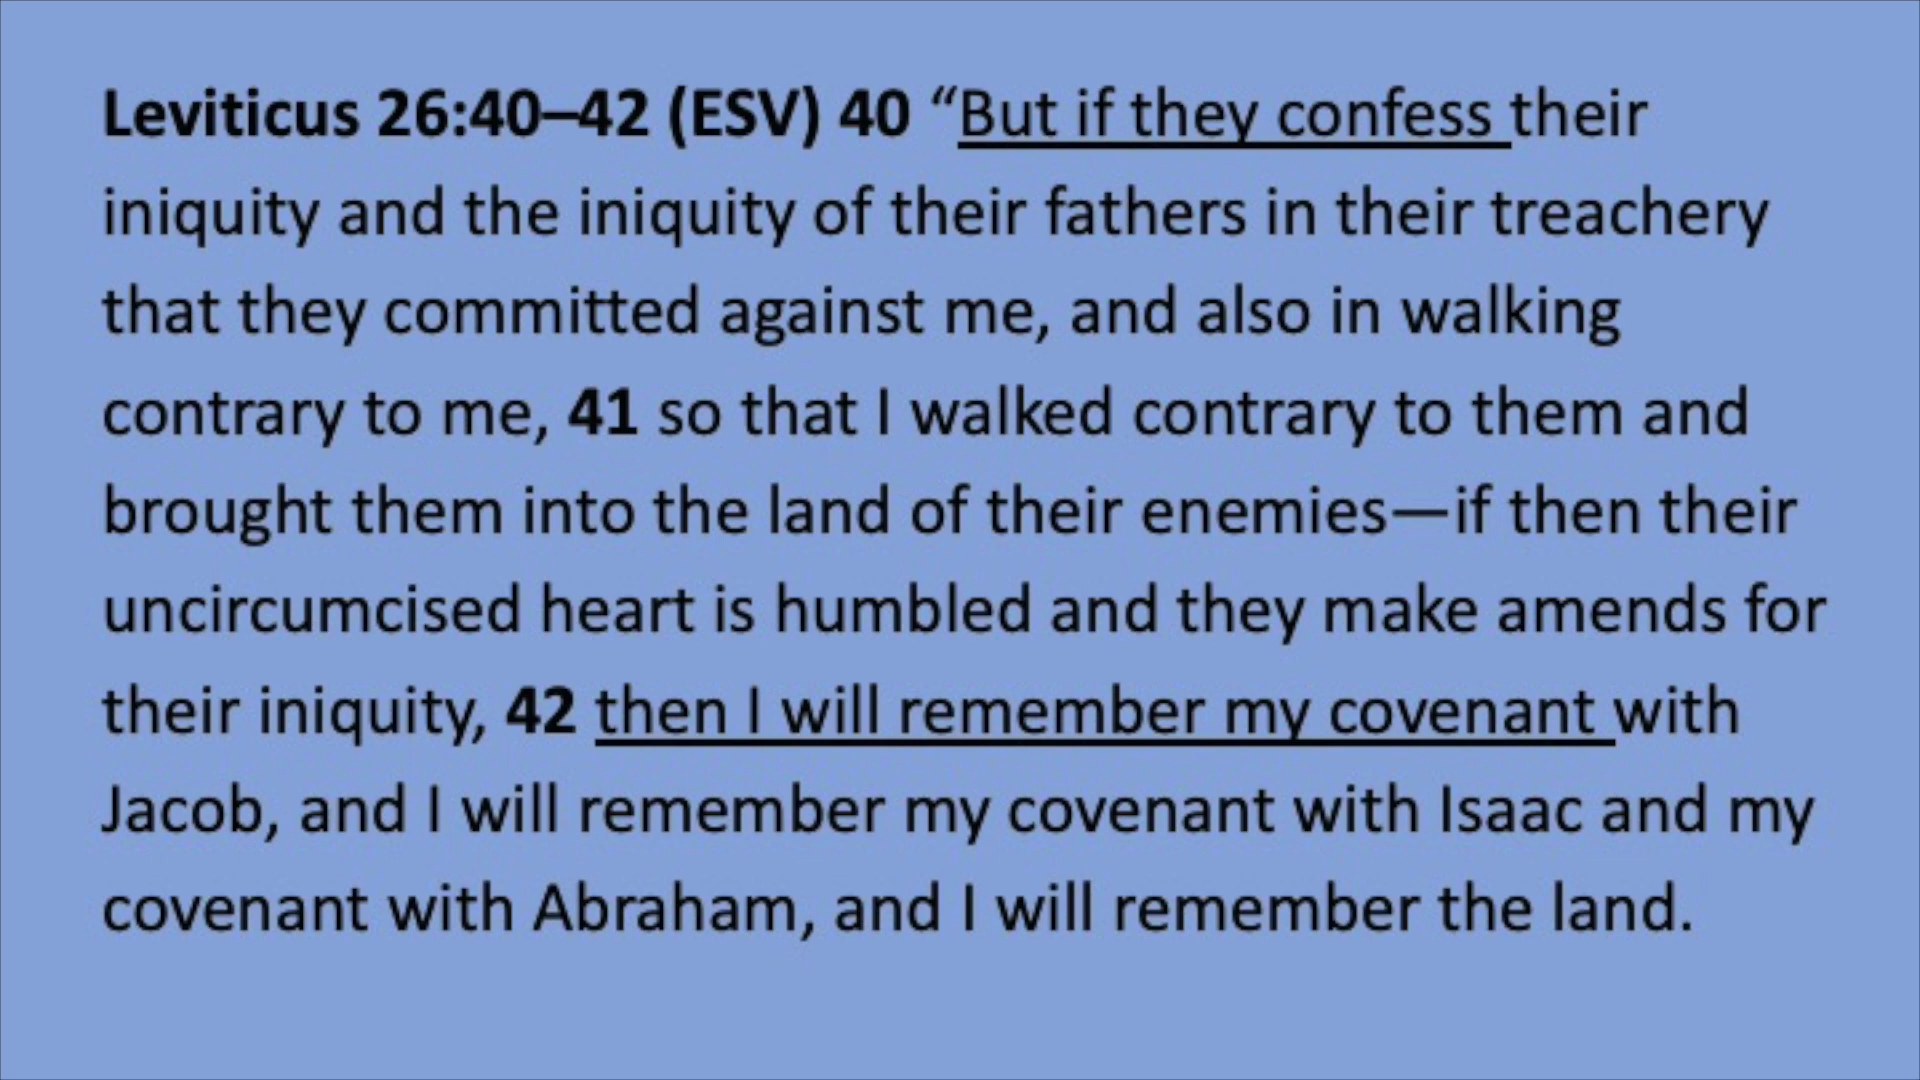 Leviticus 26:40–42 (ESV) 40 “But if they confess their
iniquity and the iniquity of their fathers in their treachery
that they committed against me, and also in walking
contrary to me, 41 so that I walked contrary to them and
brought them into the land of their enemies—if then their
uncircumcised heart is humbled and they make amends for
their iniquity, 42 then I will remember my covenant with
Jacob, and I will remember my covenant with Isaac and my
covenant with Abraham, and I will remember the land.